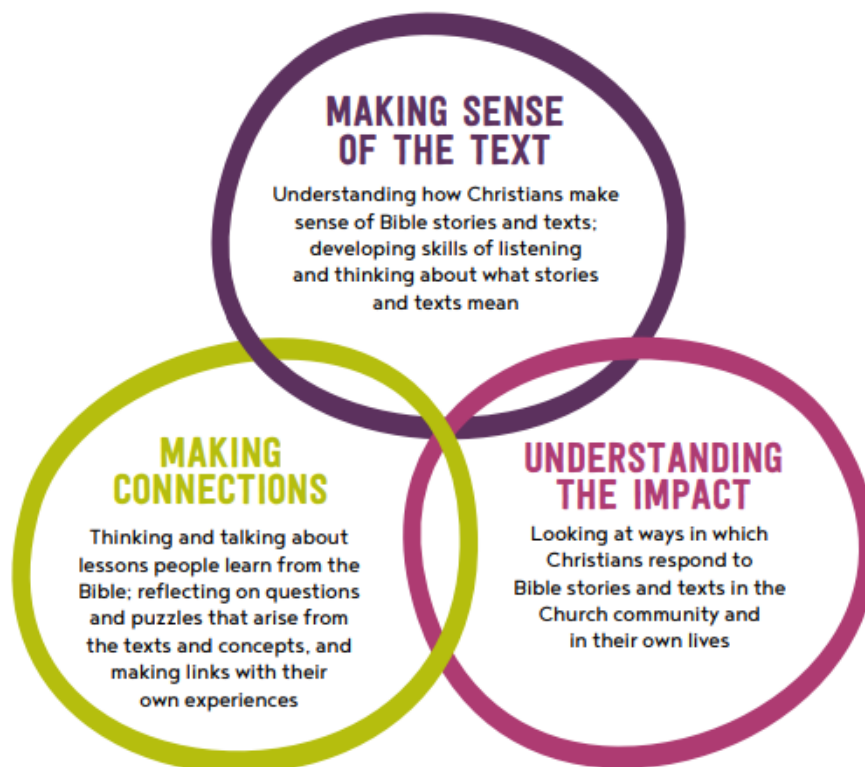 MAKING SENSE
OF THE TEXT
Understanding how Christians make
sense of Bible stories and texts;
developing skills of listening
and thinking about what stories
and texts mean
MAKING
CONNECTIONS
Thinking and talking about
lessons people learn from the
Bible; reflecting on questions
and puzzles that arise from
the texts and concepts, and
making links with their
own experiences
UNDERSTANDING
THE IMPACT
Looking at ways in which
Christians respond to
Bible stories and texts in the
Church community and
in their own lives